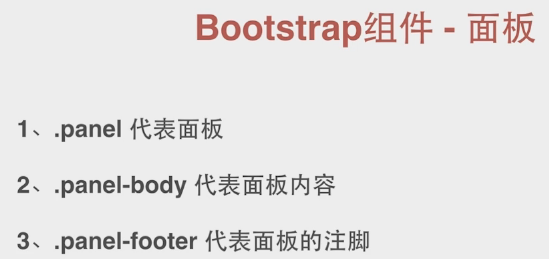 Bootstrap组件 - 面板
1、.panel 代表面板
2、.panel-body 代表面板内容
3、.panel-footer 代表面板的注脚